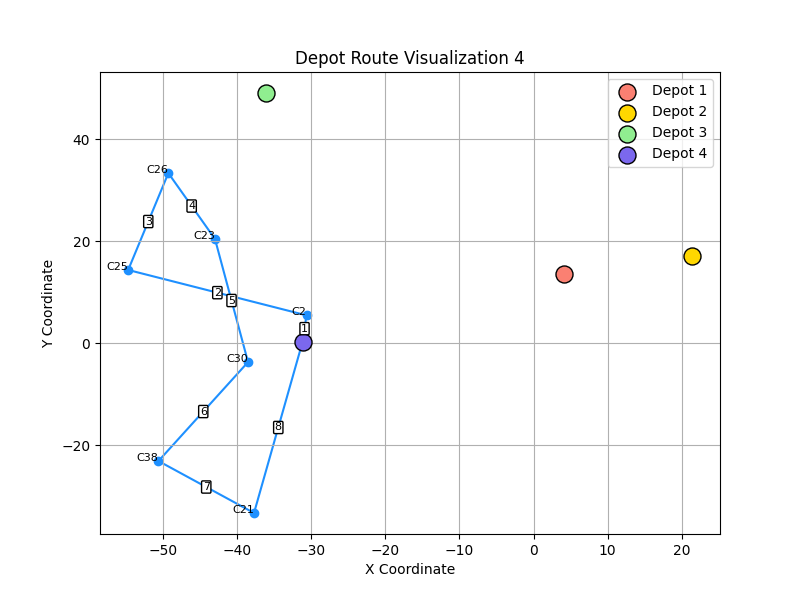 Depot Route Visualization 4
Depot 1
Depot 2
Depot 3
Depot 4
Y Coordinate
40
20
0
−20
C26
4
3
C23
C25
2
5
C2
1
C30
6
8
C38
7
C21
−50
−40
−30
−20
−10
0
10
20
X Coordinate